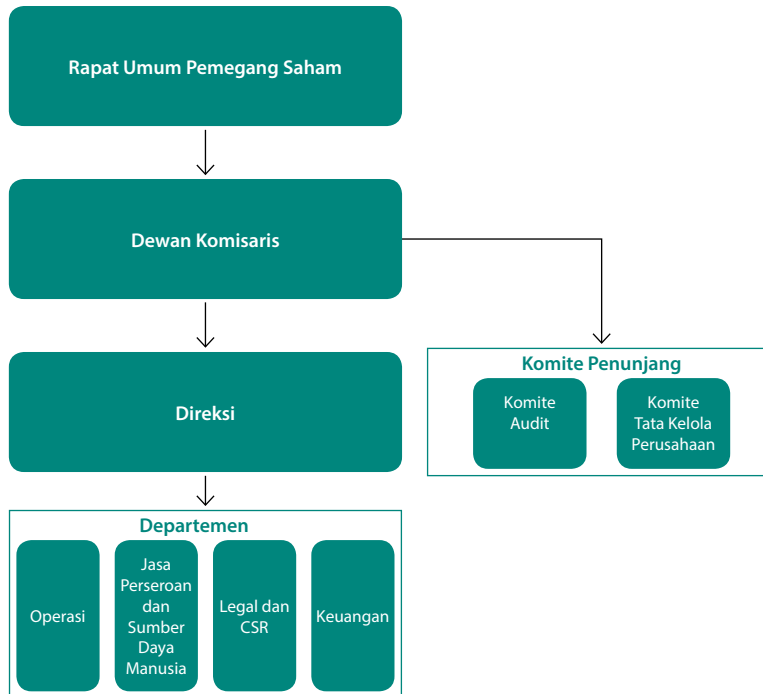 Rapat Umum Pemegang Saham
Dewan Komisaris
Direksi
Komite Penunjang
Komite
Audit
Komite
Tata Kelola
Perusahaan
Departemen
Operasi
Jasa
Perseroan
dan
Sumber
Daya
Manusia
Legal dan
CSR
Keuangan